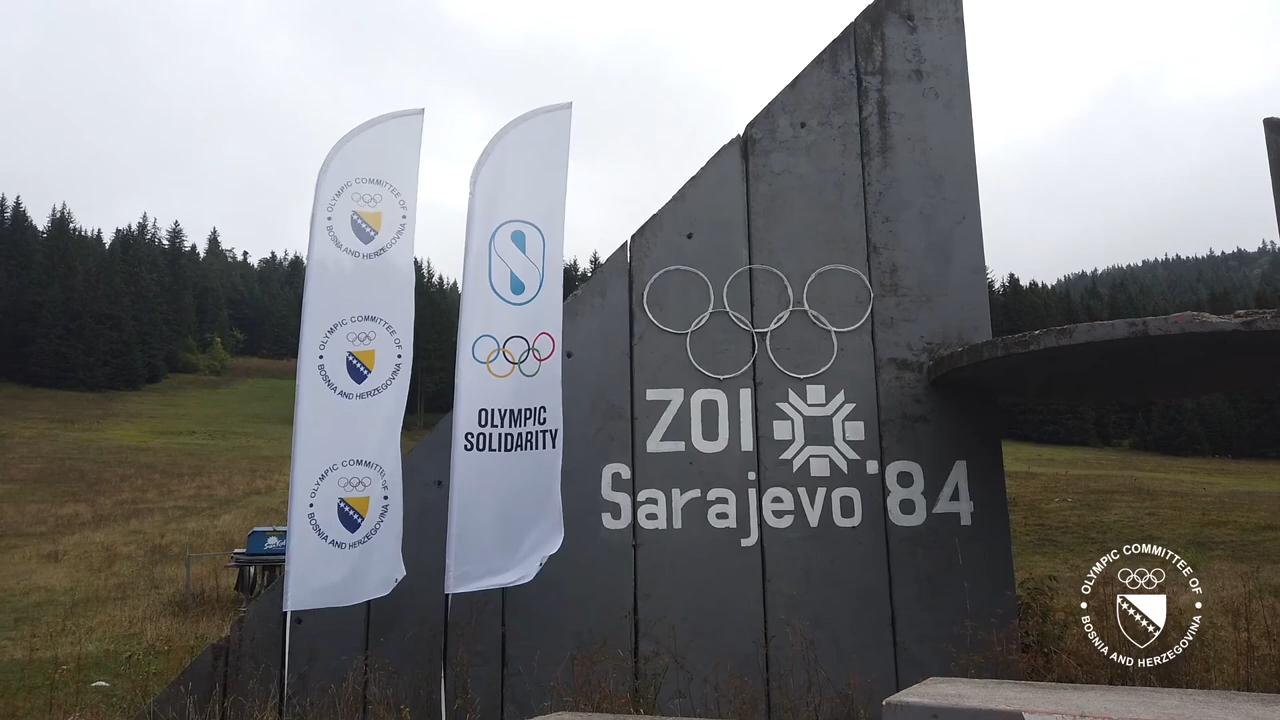 OLYMPIC COMMITTEE OF
BOSNIA AND HERZEGOVINA
OLYMPIC COMMITTEE OF
BOSNIA AND HERZEGOVINA
OLYMPIC COMMITTEE OF
BOSNIA AND HERZEGOVINA
OLYMPIC
SOLIDARITY
ZOI
Sarajevo '84
OLYMPIC COMMITTEE OF
BOSNIA AND HERZEGOVINA